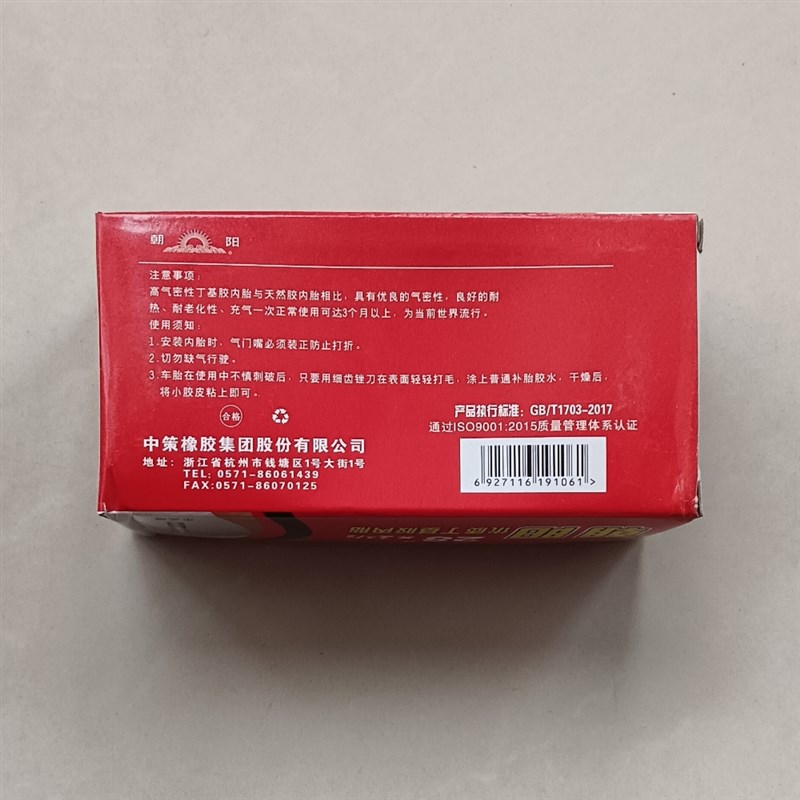 朝 阳
注意事项：
高气密性丁基胶内胎与天然胶内胎相比，具有优良的气密性，良好的耐
热、耐老化性、充气一次正常使用可达3个月以上，为当前世界流行。
使用须知：
1.安装内胎时，气门嘴必须装正防止打折。
2.切勿缺气行驶。
3.车胎在使用中不慎刺破后，只要用细齿锉刀在表面轻轻打毛，涂上普通补胎胶水，干燥后，
将小胶皮粘上即可。
合格
产品执行标准：GB/T1703-2017
通过ISO9001:2015质量管理体系认证
中策橡胶集团股份有限公司
地址：浙江省杭州市钱塘区1号大街1号
TEL: 0571-86061439
FAX:0571-86070125
6 927116 191061>
优质丁基胶内胎